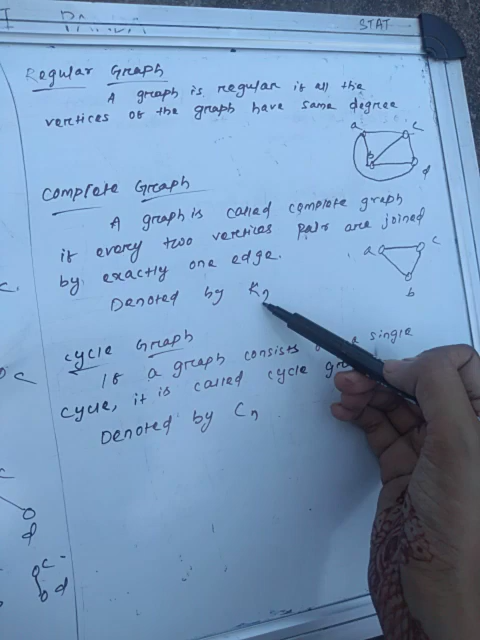 STAT
Regular Graph
A graph is regular if all the
vertices of the graph have same degree
a
c
b
d
Complete Graph
A graph is called complete graph
if every two vertices pairs are joined
by exactly one edge.
a
c
b
Denoted by Kn
c.
Cycle Graph
If a graph consists a single
cycle, it is called cycle
Denoted by Cn
c
d
c
d